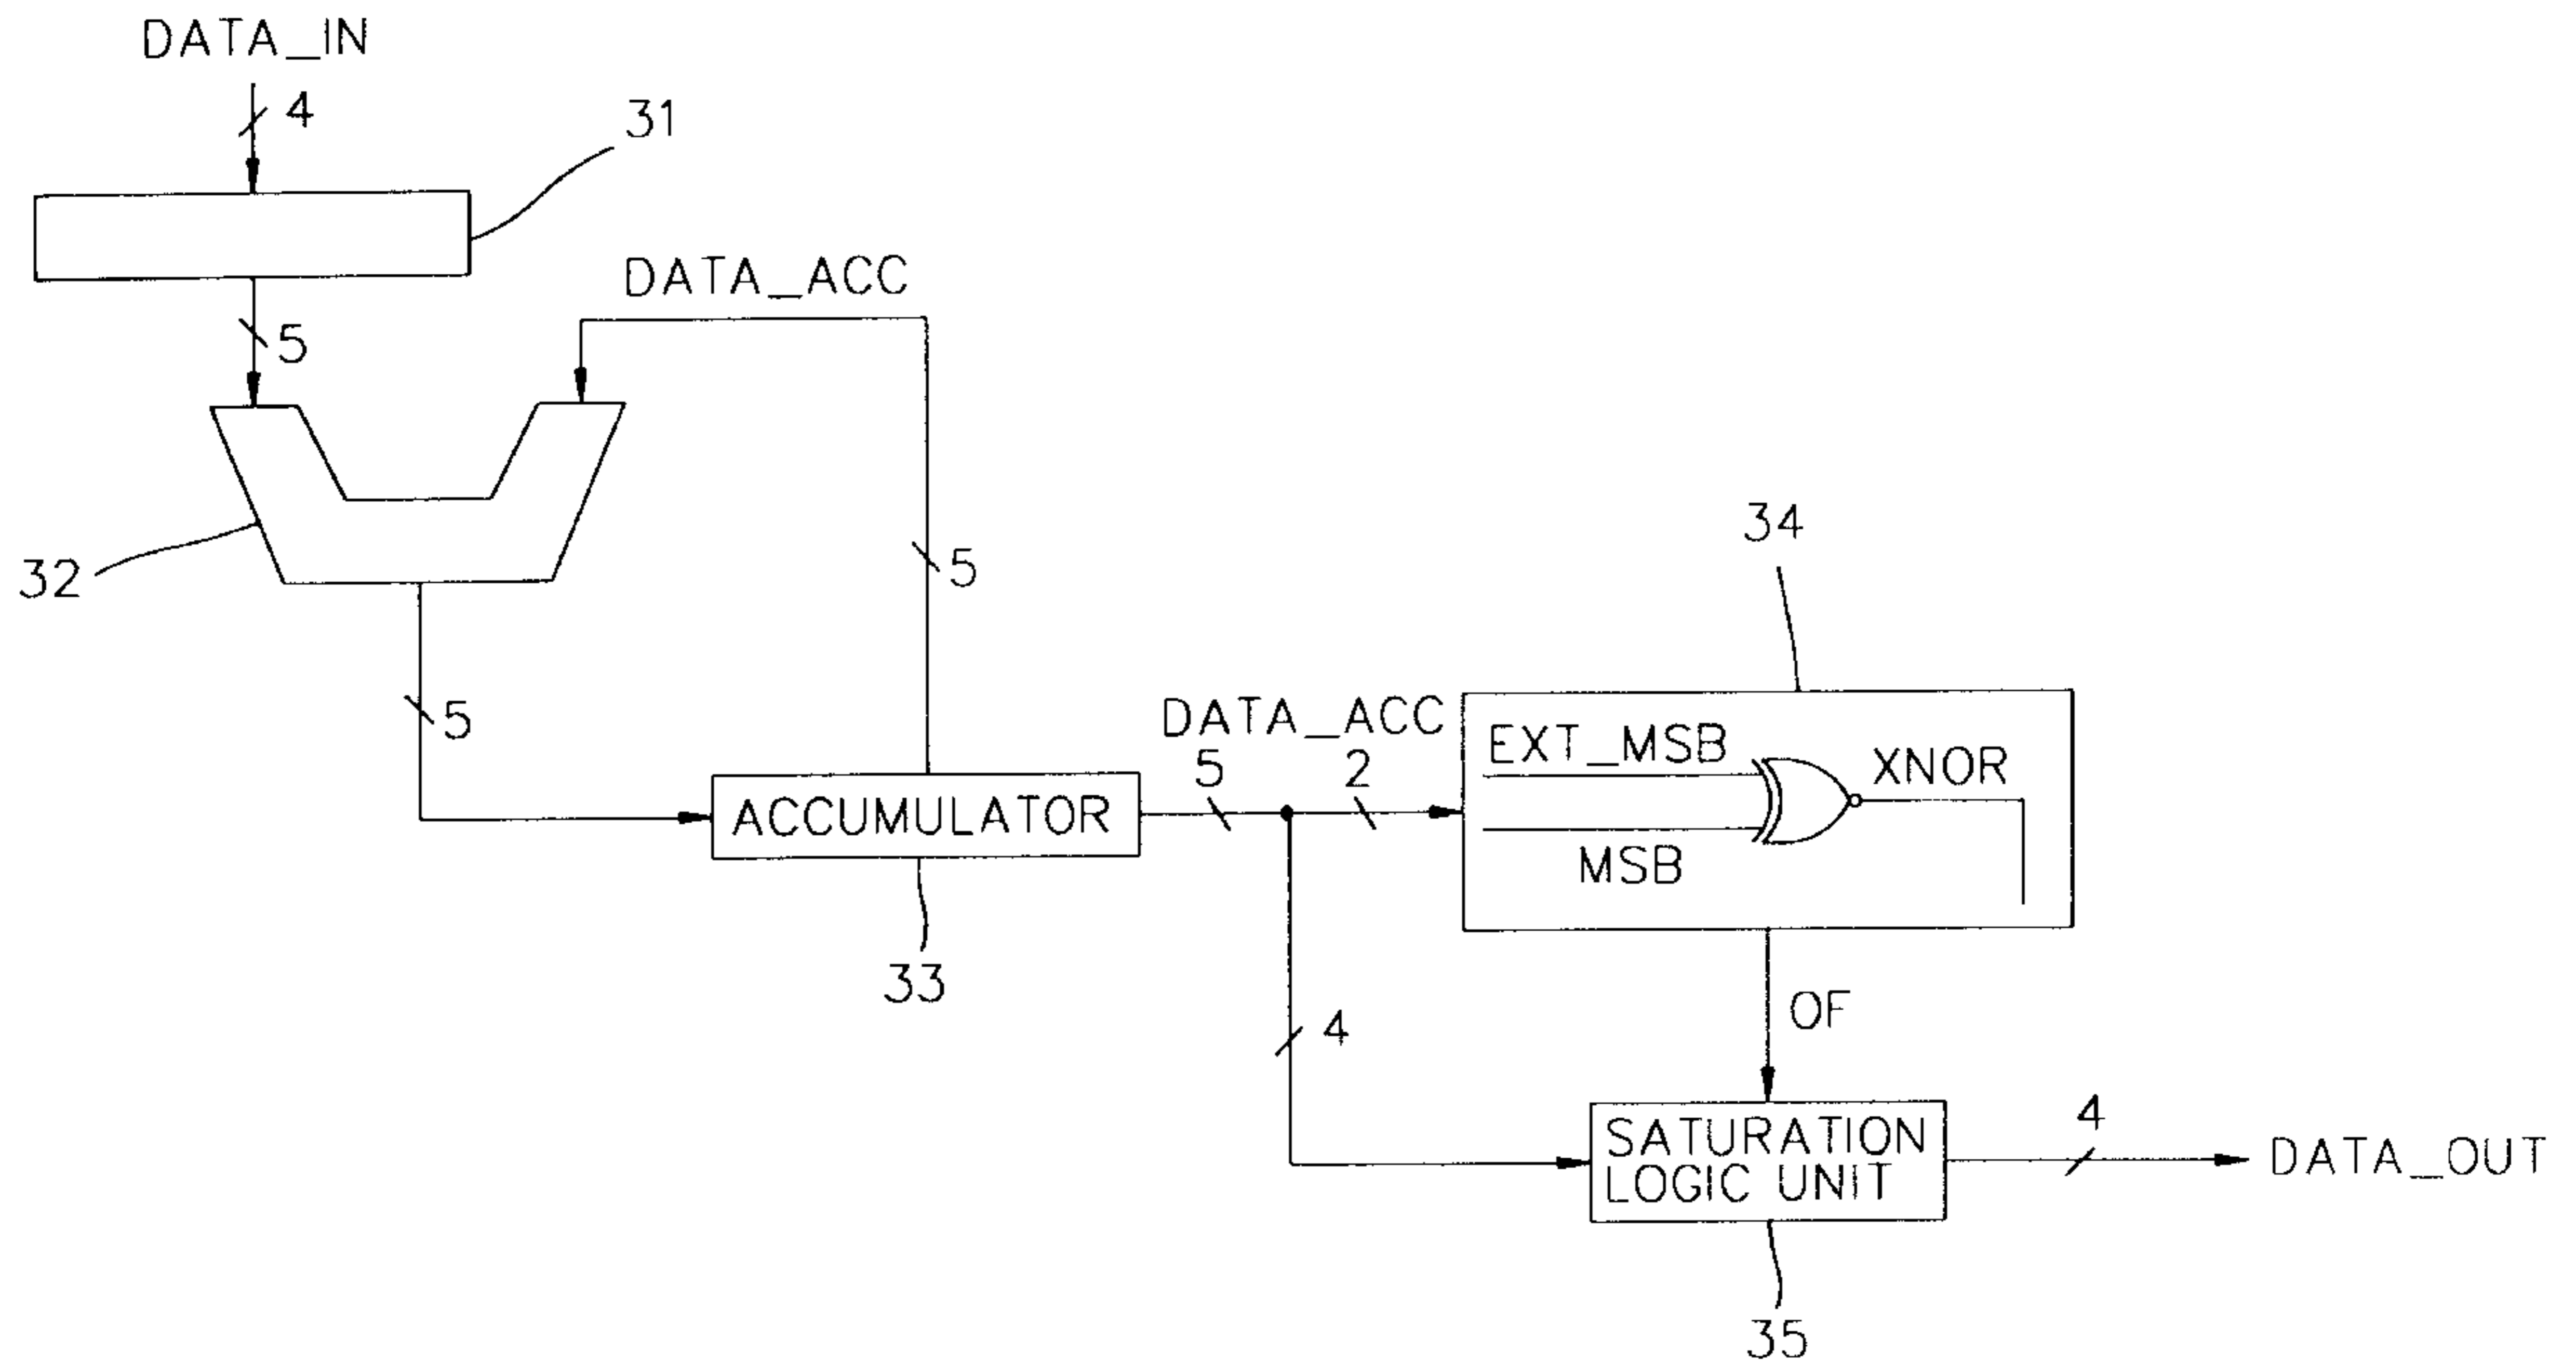 DATA_IN
4
31
5
DATA_ACC
32
5
5
ACCUMULATOR
33
DATA_ACC
5
2
34
EXT_MSB
XNOR
MSB
4
OF
SATURATION
LOGIC UNIT
4
DATA_OUT
35